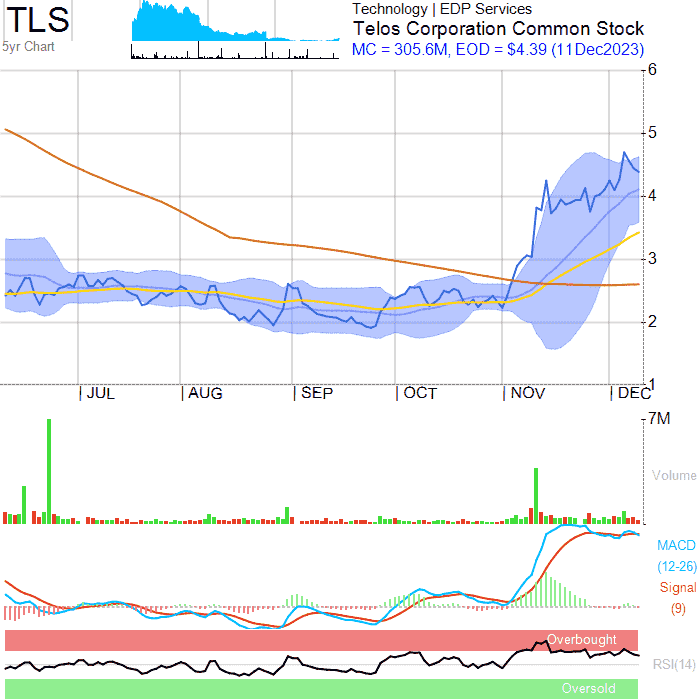 TLS
5yr Chart
Technology | EDP Services
Telos Corporation Common Stock
MC = 305.6M, EOD = $4.39 (11Dec2023)
6
5
4
3
2
1
JUL AUG SEP OCT NOV DEC
7M
Volume
MACD
(12-26)
Signal
(9)
Overbought
RSI(14)
Oversold